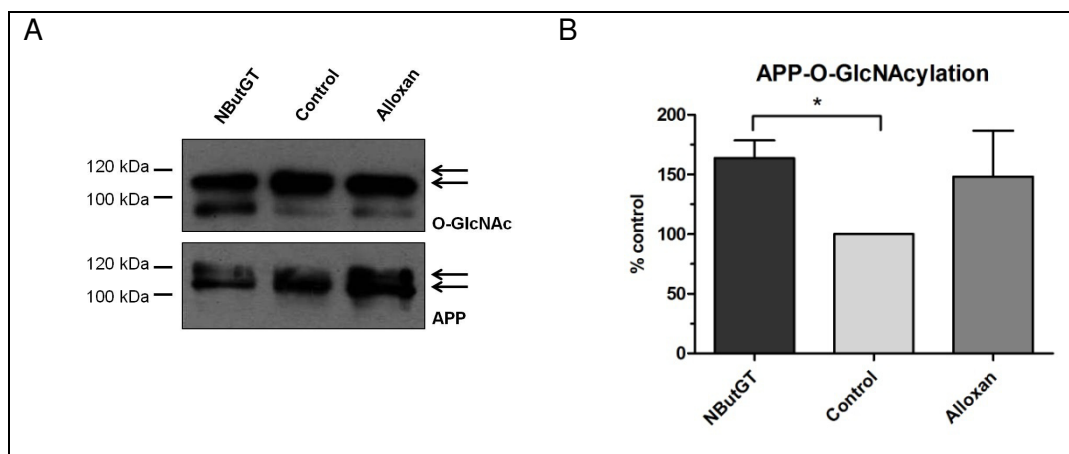 A
NButGT
Control
Alloxan
120 kDa
100 kDa
O-GlcNAc
120 kDa
100 kDa
APP
B
APP-O-GlcNAcylation
*
% control
200
150
100
50
0
NButGT
Control
Alloxan